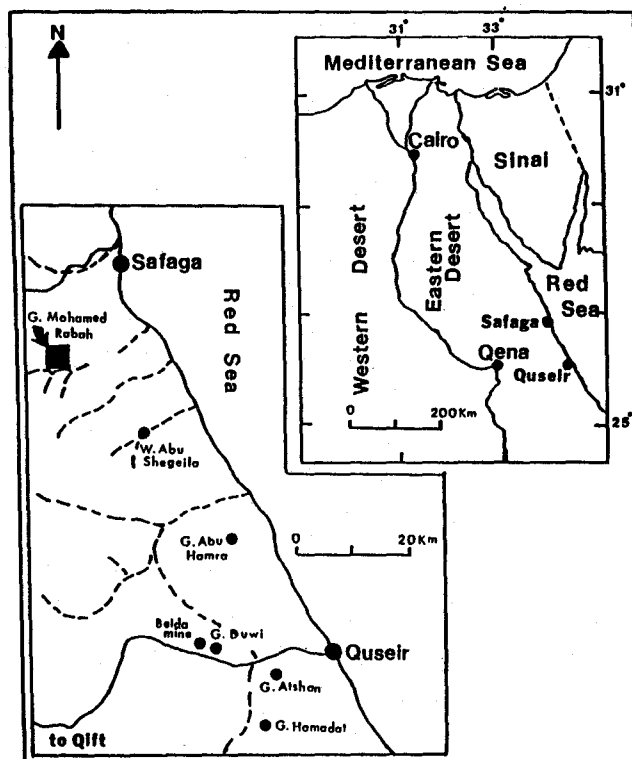 N
31
33
Mediterranean Sea
31°
Cairo
Sinai
Western Desert
Eastern
Desert
Red
Sea
Safaga
Qena
Quseir
0 200Km
25°
Safaga
G. Mohamed
Rabah
Red Sea
W. Abu
Shegeila
G. Abu
Hamra
0 20Km
Beida
mine
G. Duwi
Quseir
G. Atshan
G. Hamadat
to Qift